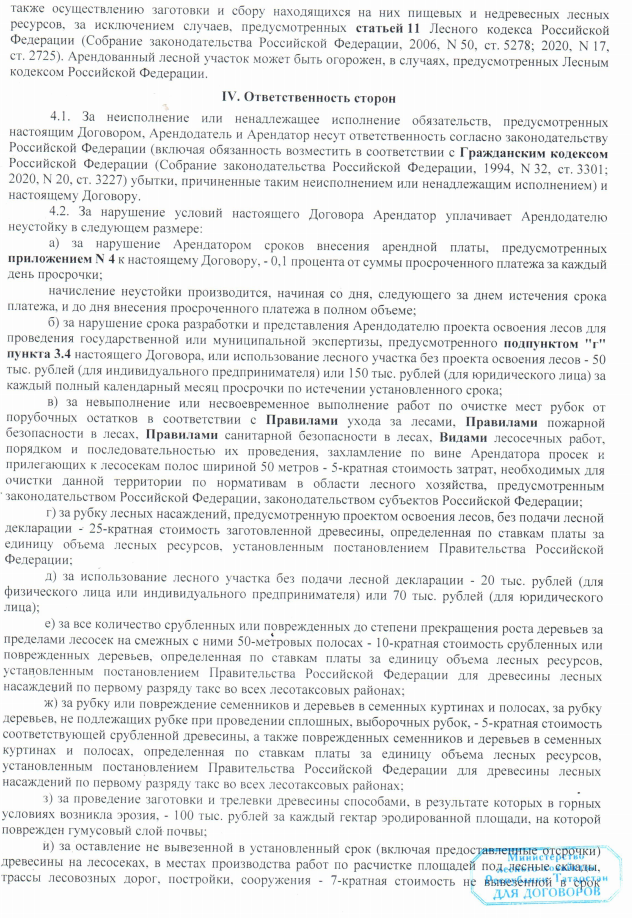 также осуществлению заготовки и сбору находящихся на них пищевых и недревесных лесных
ресурсов, за исключением случаев, предусмотренных статьей 11 Лесного кодекса Российской
Федерации (Собрание законодательства Российской Федерации, 2006, N 50, ст. 5278; 2020, N 17,
ст. 2725). Арендованный лесной участок может быть огорожен, в случаях, предусмотренных Лесным
кодексом Российской Федерации.
IV. Ответственность сторон
4.1. За неисполнение или ненадлежащее исполнение обязательств, предусмотренных
настоящим Договором, Арендодатель и Арендатор несут ответственность согласно законодательству
Российской Федерации (включая обязанность возместить в соответствии с Гражданским кодексом
Российской Федерации (Собрание законодательства Российской Федерации, 1994, N 32, ст. 3301;
2020, N 20, ст. 3227) убытки, причиненные таким неисполнением или ненадлежащим исполнением) и
настоящему Договору.
4.2. За нарушение условий настоящего Договора Арендатор уплачивает Арендодателю
неустойку в следующем размере:
а) за нарушение Арендатором сроков внесения арендной платы, предусмотренных
приложением N 4 к настоящему Договору, - 0,1 процента от суммы просроченного платежа за каждый
день просрочки;
начисление неустойки производится, начиная со дня, следующего за днем истечения срока
платежа, и до дня внесения просроченного платежа в полном объеме;
б) за нарушение срока разработки и представления Арендодателю проекта освоения лесов для
проведения государственной или муниципальной экспертизы, предусмотренного подпунктом "г"
пункта 3.4 настоящего Договора, или использование лесного участка без проекта освоения лесов - 50
тыс. рублей (для индивидуального предпринимателя) или 150 тыс. рублей (для юридического лица) за
каждый полный календарный месяц просрочки по истечении установленного срока;
в) за невыполнение или несвоевременное выполнение работ по очистке мест рубок от
порубочных остатков в соответствии с Правилами ухода за лесами, Правилами пожарной
безопасности в лесах, Правилами санитарной безопасности в лесах, Видами лесосечных работ,
порядком и последовательностью их проведения, захламление по вине Арендатора просек и
прилегающих к лесосекам полос шириной 50 метров - 5-кратная стоимость затрат, необходимых для
очистки данной территории по нормативам в области лесного хозяйства, предусмотренным
законодательством Российской Федерации, законодательством субъектов Российской Федерации;
г) за рубку лесных насаждений, предусмотренную проектом освоения лесов, без подачи лесной
декларации - 25-кратная стоимость заготовленной древесины, определенная по ставкам платы за
единицу объема лесных ресурсов, установленным постановлением Правительства Российской
Федерации;
д) за использование лесного участка без подачи лесной декларации - 20 тыс. рублей (для
физического лица или индивидуального предпринимателя) или 70 тыс. рублей (для юридического
лица);
е) за все количество срубленных или поврежденных до степени прекращения роста деревьев за
пределами лесосек на смежных с ними 50-метровых полосах - 10-кратная стоимость срубленных или
поврежденных деревьев, определенная по ставкам платы за единицу объема лесных ресурсов,
установленным постановлением Правительства Российской Федерации для древесины лесных
насаждений по первому разряду такс во всех лесотаксовых районах;
ж) за рубку или повреждение семенников и деревьев в семенных куртинах и полосах, за рубку
деревьев, не подлежащих рубке при проведении сплошных, выборочных рубок, - 5-кратная стоимость
соответствующей срубленной древесины, а также поврежденных семенников и деревьев в семенных
куртинах и полосах, определенная по ставкам платы за единицу объема лесных ресурсов,
установленным постановлением Правительства Российской Федерации для древесины лесных
насаждений по первому разряду такс во всех лесотаксовых районах;
з) за проведение заготовки и трелевки древесины способами, в результате которых в горных
условиях возникла эрозия, - 100 тыс. рублей за каждый гектар эродированной площади, на которой
поврежден гумусовый слой почвы;
и) за оставление не вывезенной в установленный срок (включая предоставленные отсрочки)
древесины на лесосеках, в местах производства работ по расчистке площадей под лесные склады,
трассы лесовозных дорог, постройки, сооружения - 7-кратная стоимость не вывезенной в срок
Министерство
лесного хозяйства
Республики Татарстан
ДЛЯ ДОГОВОРОВ